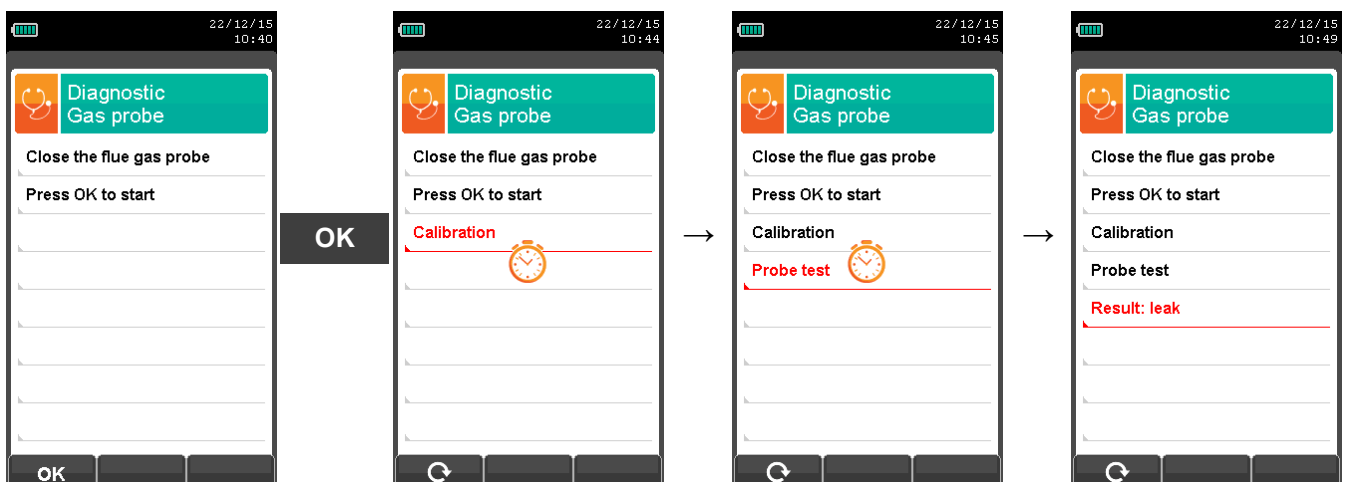 22/12/15
10:40
Diagnostic
Gas probe
Close the flue gas probe
Press OK to start
OK
OK
22/12/15
10:44
Diagnostic
Gas probe
Close the flue gas probe
Press OK to start
Calibration
→
22/12/15
10:45
Diagnostic
Gas probe
Close the flue gas probe
Press OK to start
Calibration
Probe test
→
22/12/15
10:49
Diagnostic
Gas probe
Close the flue gas probe
Press OK to start
Calibration
Probe test
Result: leak